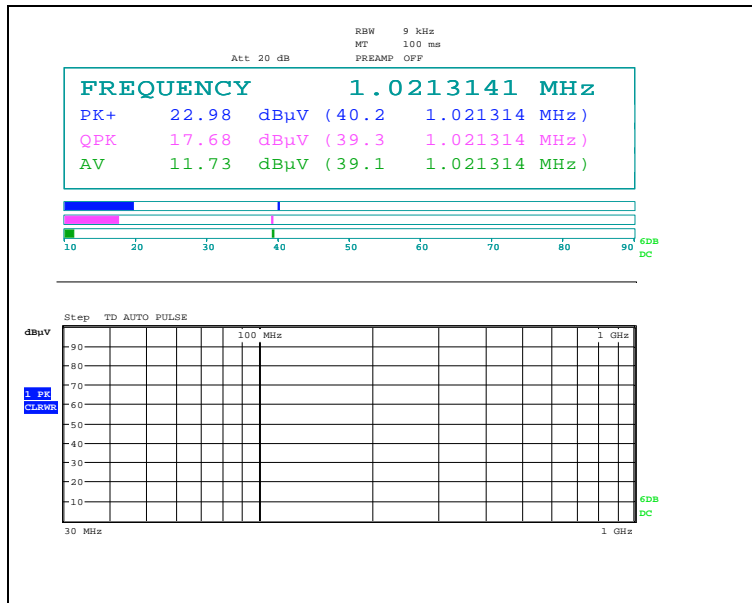 RBW 9 kHz
MT 100 ms
Att 20 dB PREAMP OFF
FREQUENCY 1.0213141 MHz
PK+ 22.98 dBµV (40.2 1.021314 MHz)
QPK 17.68 dBµV (39.3 1.021314 MHz)
AV 11.73 dBµV (39.1 1.021314 MHz)
10 20 30 40 50 60 70 80 90
6DB
DC
Step TD AUTO PULSE
dBµV
100 MHz 1 GHz
90
80
70
1 PK
CLRWR
60
50
40
30
20
10
6DB
DC
30 MHz 1 GHz